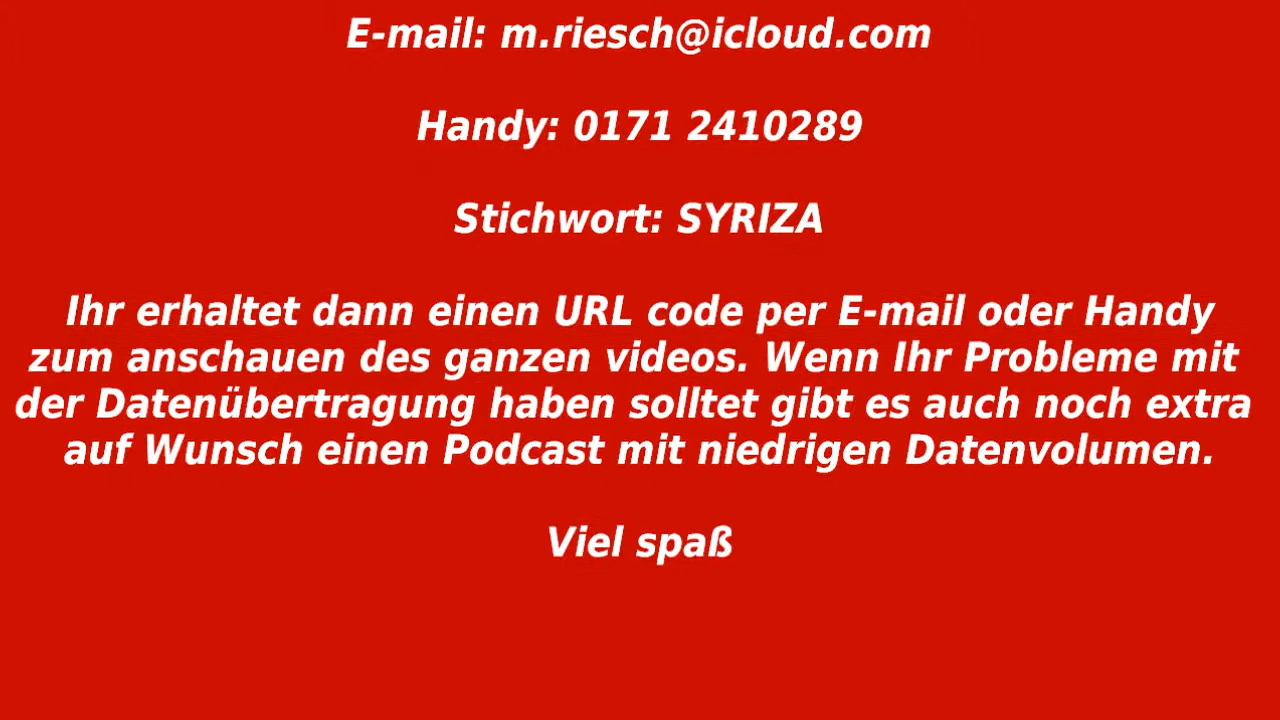 E-mail: m.riesch@icloud.com
Handy: 0171 2410289
Stichwort: SYRIZA
Ihr erhaltet dann einen URL code per E-mail oder Handy
zum anschauen des ganzen videos. Wenn Ihr Probleme mit
der Datenübertragung haben solltet gibt es auch noch extra
auf Wunsch einen Podcast mit niedrigen Datenvolumen.
Viel spaß